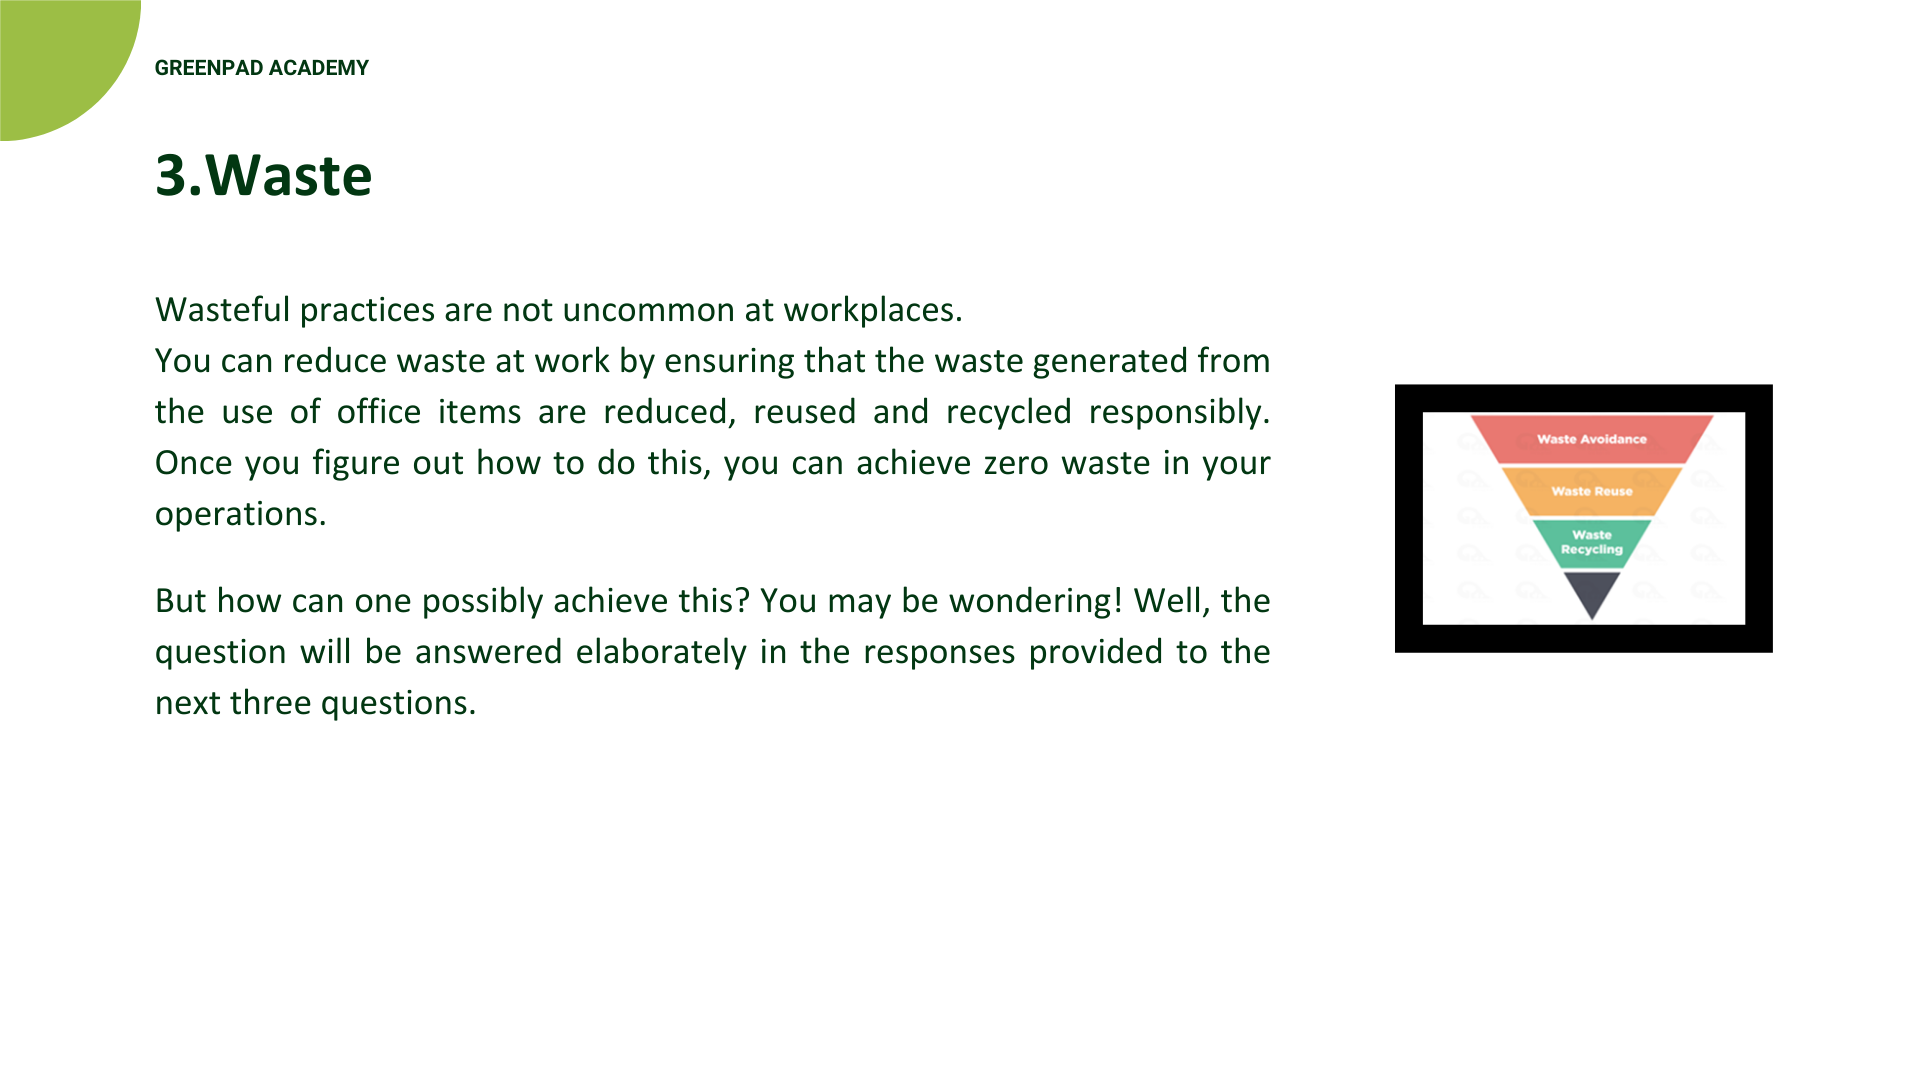 GREENPAD ACADEMY
3.Waste
Wasteful practices are not uncommon at workplaces.
You can reduce waste at work by ensuring that the waste generated from
the use of office items are reduced, reused and recycled responsibly.
Once you figure out how to do this, you can achieve zero waste in your
operations.
But how can one possibly achieve this? You may be wondering! Well, the
question will be answered elaborately in the responses provided to the
next three questions.
Waste Avoidance
Waste Reuse
Waste
Recycling